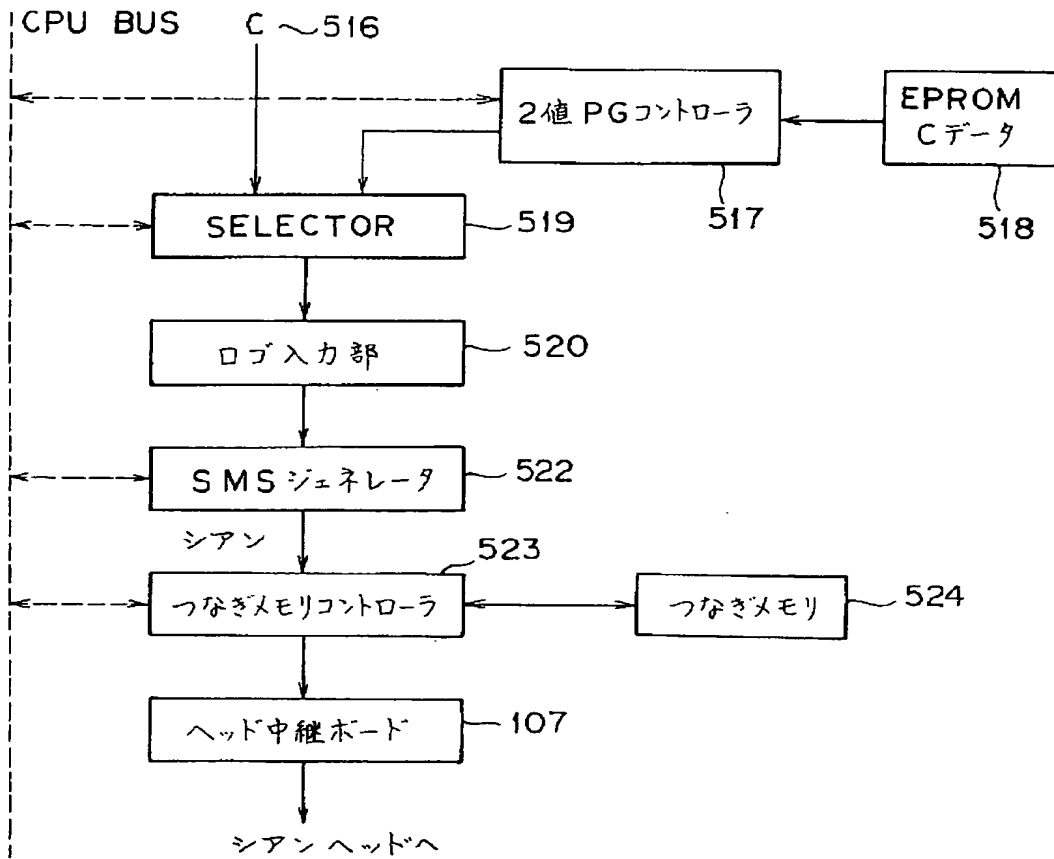 CPU BUS
C ~516
2値PGコントローラ
517
EPROM
Cデータ
518
SELECTOR
519
ロゴ入力部
520
SMSジェネレータ
522
シアン
つなぎメモリコントローラ
523
つなぎメモリ
524
ヘッド中継ボード
107
シアンヘッドへ